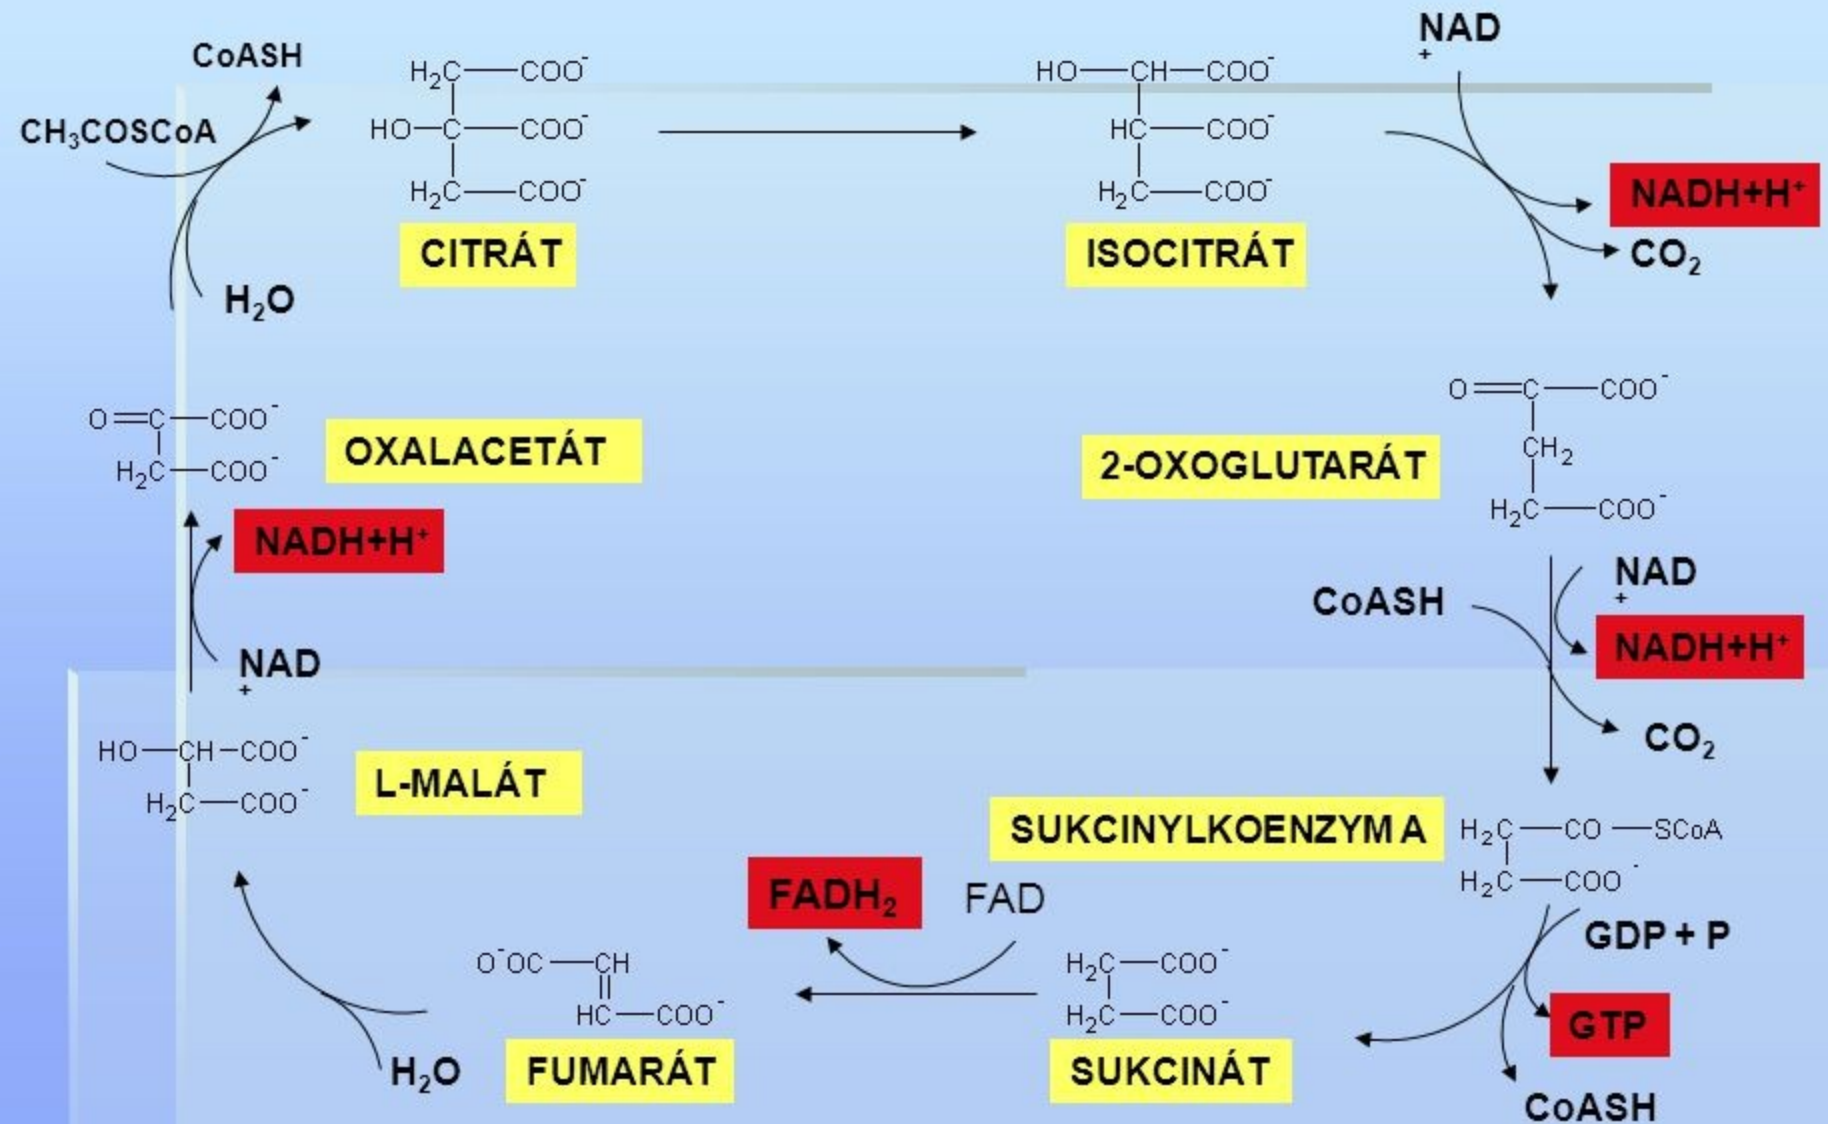 CoASH
CH₃COSCoA
H₂C—COO⁻
HO—C—COO⁻
H₂C—COO⁻
CITRÁT
H₂O
HO—CH—COO⁻
HC—COO⁻
H₂C—COO⁻
ISOCITRÁT
NAD
+
NADH+H⁺
CO₂
O=C—COO⁻
CH₂
H₂C—COO⁻
2-OXOGLUTARÁT
O=C—COO⁻
H₂C—COO⁻
OXALACETÁT
NADH+H⁺
NAD
+
CoASH
NAD
+
NADH+H⁺
CO₂
HO—CH—COO⁻
H₂C—COO⁻
L-MALÁT
SUKCINYLKOENZYM A
H₂C—CO—SCoA
H₂C—COO⁻
GDP + P
GTP
CoASH
FADH₂
FAD
H₂C—COO⁻
H₂C—COO⁻
SUKCINÁT
O⁻OC—CH
HC—COO⁻
FUMARÁT
H₂O